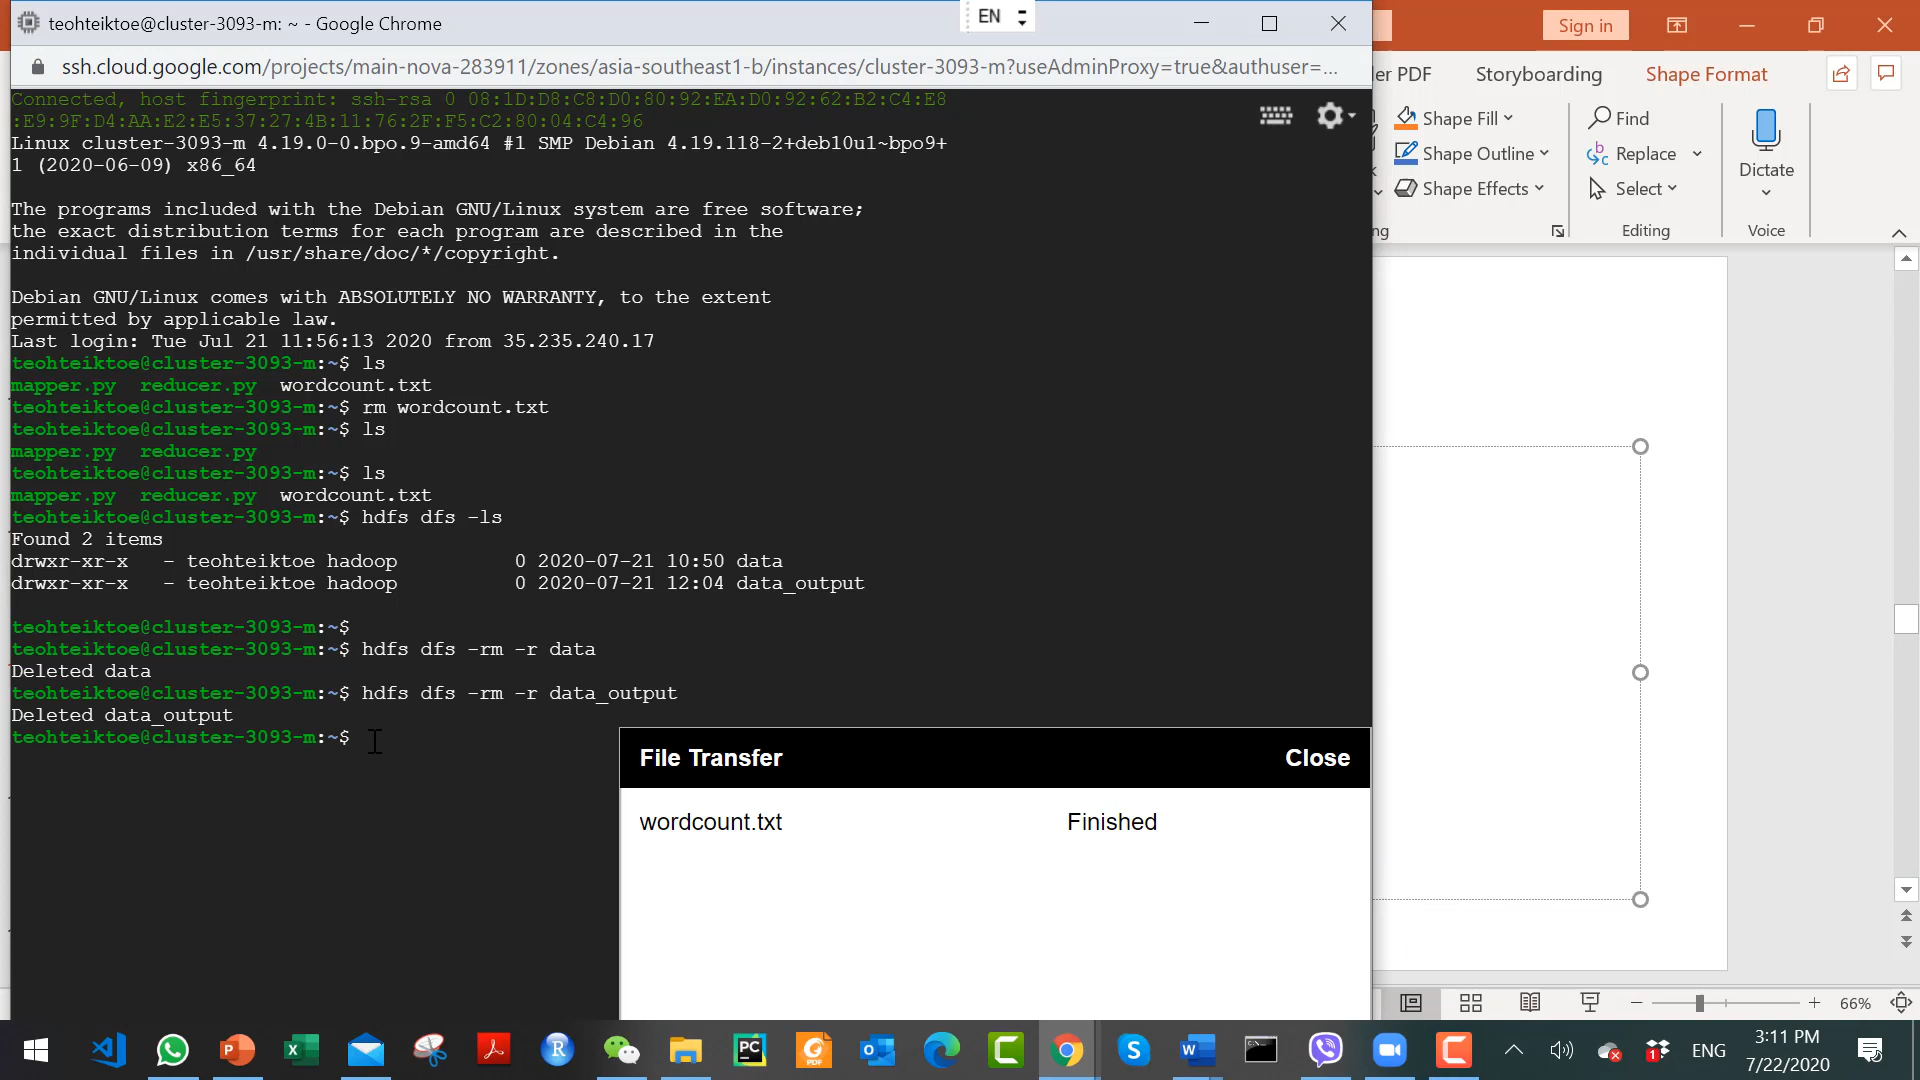 teohteiktoe@cluster-3093-m: ~ - Google Chrome
EN
ssh.cloud.google.com/projects/main-nova-283911/zones/asia-southeast1-b/instances/cluster-3093-m?useAdminProxy=true&authuser=...
Connected, host fingerprint: ssh-rsa 0 08:1D:D8:C8:D0:80:92:EA:D0:92:62:B2:C4:E8
:E9:9F:D4:AA:E2:E5:37:27:4B:11:76:2F:F5:C2:80:04:C4:96
Linux cluster-3093-m 4.19.0-0.bpo.9-amd64 #1 SMP Debian 4.19.118-2+deb10u1~bpo9+
1 (2020-06-09) x86_64
The programs included with the Debian GNU/Linux system are free software;
the exact distribution terms for each program are described in the
individual files in /usr/share/doc/*/copyright.
Debian GNU/Linux comes with ABSOLUTELY NO WARRANTY, to the extent
permitted by applicable law.
Last login: Tue Jul 21 11:56:13 2020 from 35.235.240.17
teohteiktoe@cluster-3093-m:~$ ls
mapper.py  reducer.py  wordcount.txt
teohteiktoe@cluster-3093-m:~$ rm wordcount.txt
teohteiktoe@cluster-3093-m:~$ ls
mapper.py  reducer.py
teohteiktoe@cluster-3093-m:~$ ls
mapper.py  reducer.py  wordcount.txt
teohteiktoe@cluster-3093-m:~$ hdfs dfs -ls
Found 2 items
drwxr-xr-x   - teohteiktoe hadoop          0 2020-07-21 10:50 data
drwxr-xr-x   - teohteiktoe hadoop          0 2020-07-21 12:04 data_output
teohteiktoe@cluster-3093-m:~$
teohteiktoe@cluster-3093-m:~$ hdfs dfs -rm -r data
Deleted data
teohteiktoe@cluster-3093-m:~$ hdfs dfs -rm -r data_output
Deleted data_output
teohteiktoe@cluster-3093-m:~$
File Transfer Close
wordcount.txt Finished
Sign in
PDF Storyboarding Shape Format
Shape Fill
Shape Outline
Shape Effects
Find
Replace
Select
Editing
Dictate
Voice
66%
ENG
3:11 PM
7/22/2020